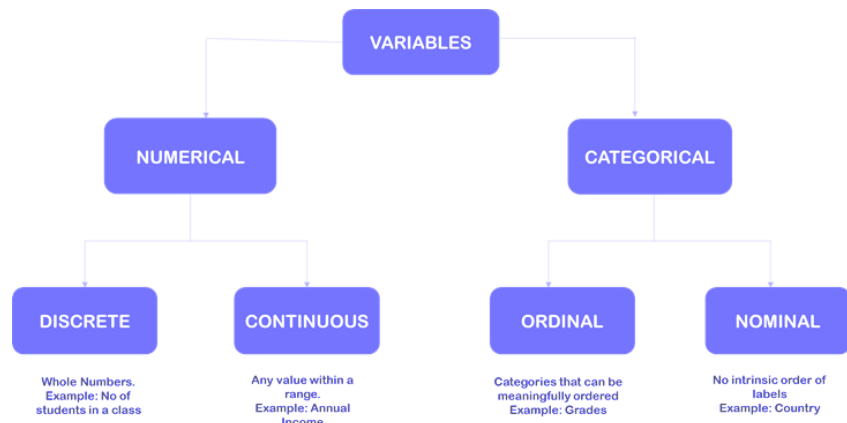 VARIABLES
NUMERICAL
CATEGORICAL
DISCRETE
CONTINUOUS
ORDINAL
NOMINAL
Whole Numbers.
Example: No of
students in a class
Any value within a
range.
Example: Annual
Income
Categories that can be
meaningfully ordered
Example: Grades
No intrinsic order of
labels
Example: Country